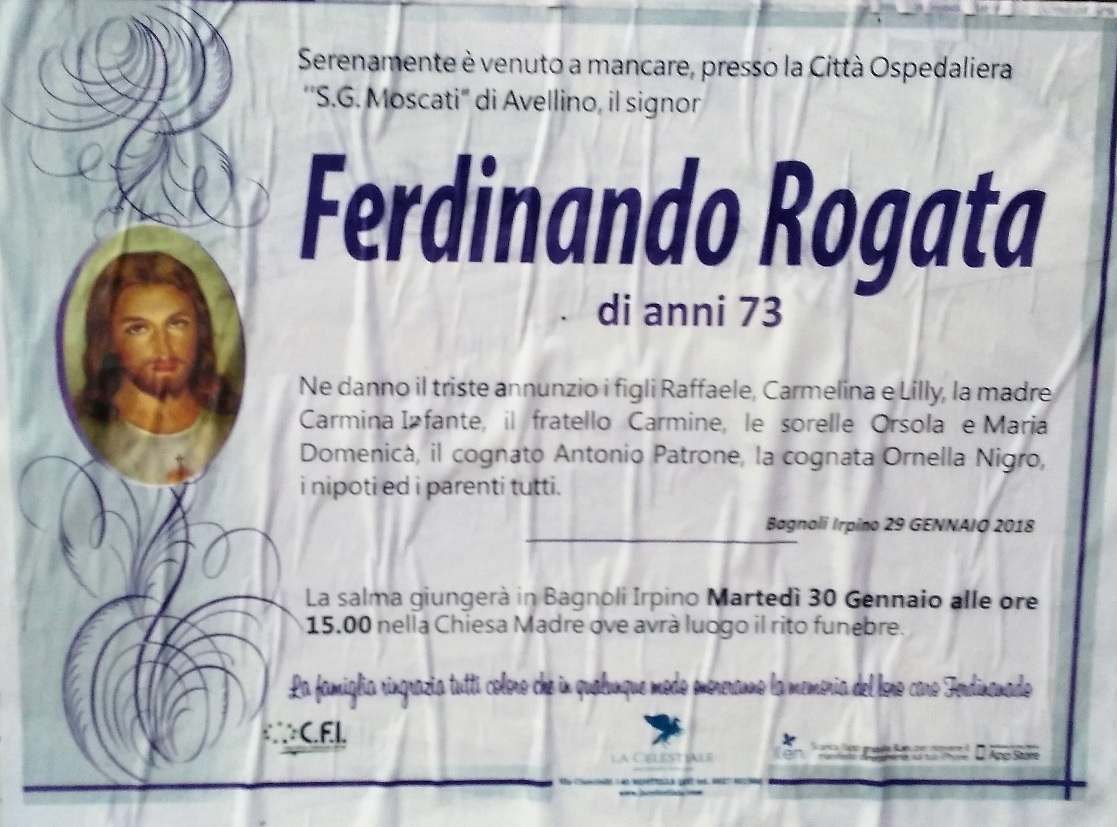 Serenamente è venuto a mancare, presso la Città Ospedaliera
"S.G. Moscati" di Avellino, il signor
Ferdinando Rogata
di anni 73
Ne danno il triste annunzio i figli Raffaele, Carmelina e Lilly, la madre
Carmina Infante, il fratello Carmine, le sorelle Orsola e Maria
Domenica, il cognato Antonio Patrone, la cognata Ornella Nigro,
i nipoti ed i parenti tutti.
Bagnoli Irpino 29 GENNAIO 2018
La salma giungerà in Bagnoli Irpino Martedì 30 Gennaio alle ore
15.00 nella Chiesa Madre ove avrà luogo il rito funebre.
La famiglia ringrazia tutti coloro che in qualunque modo onoreranno la memoria del loro caro Ferdinanado
C.F.I.
LA CELESTIALE
App Store